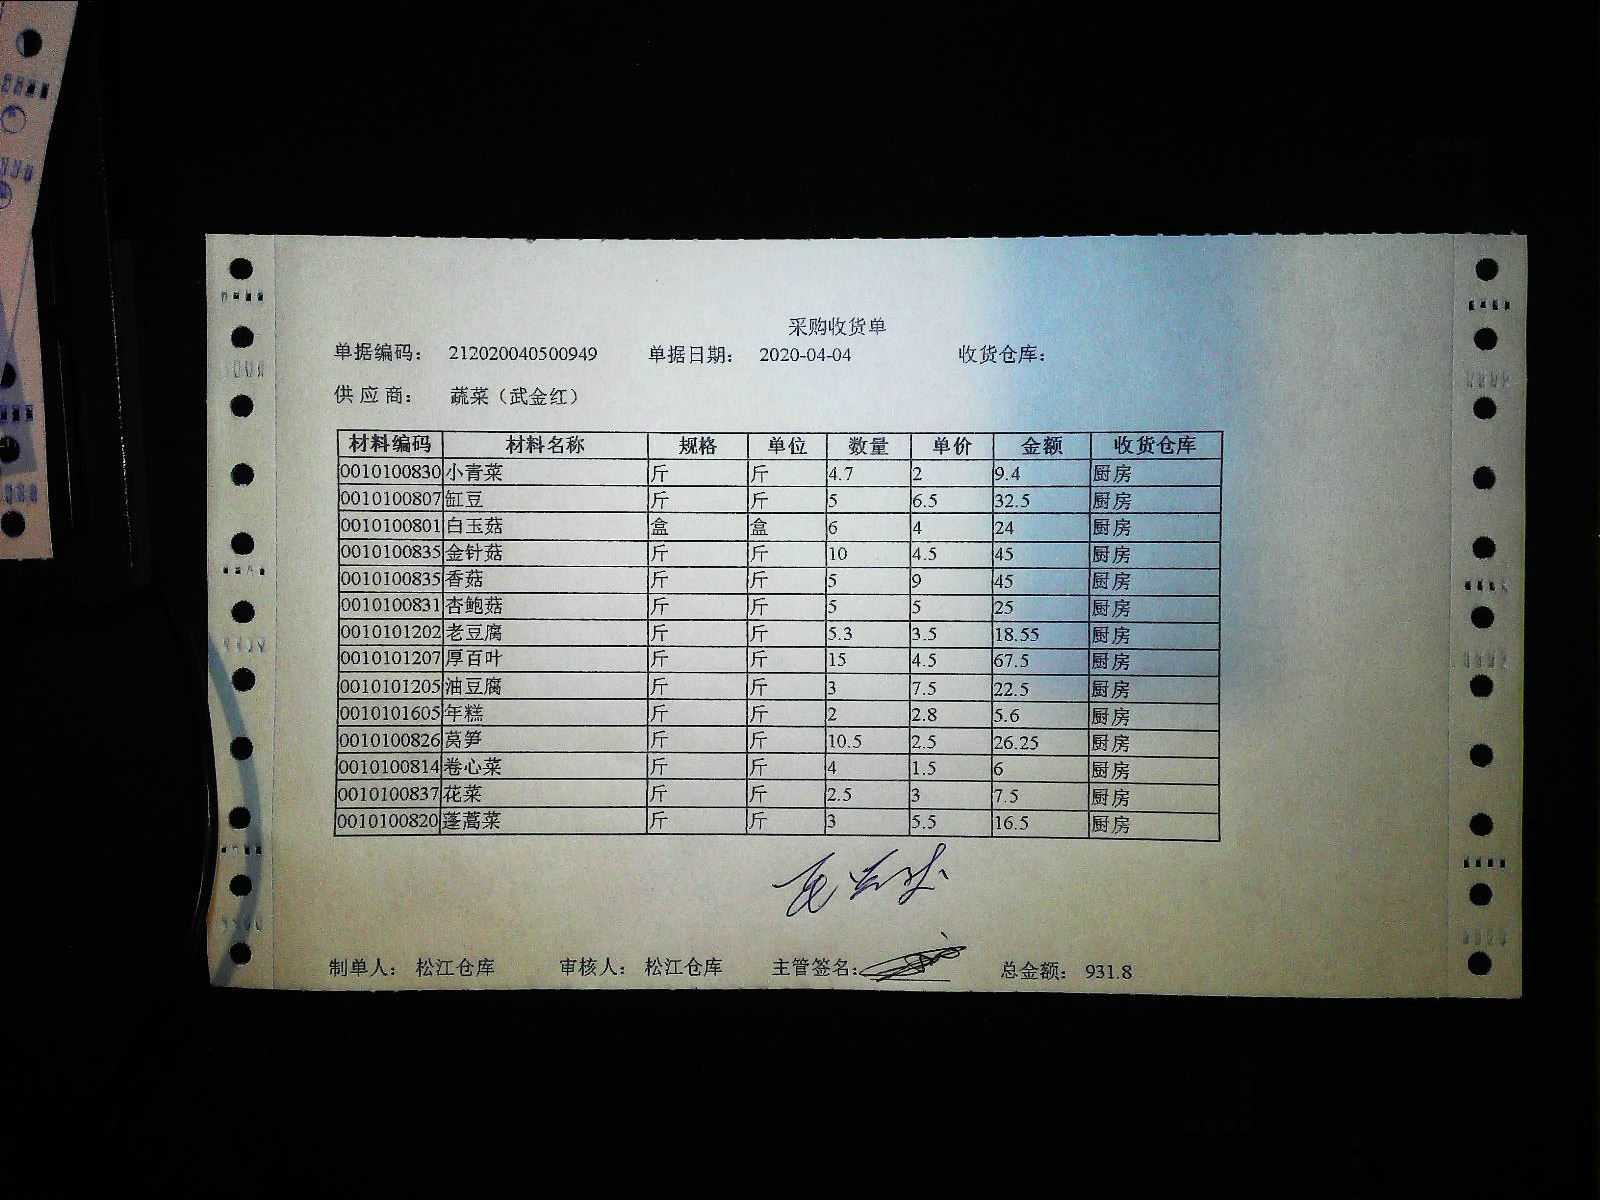 采购收货单
单据编码： 212020040500949 单据日期： 2020-04-04 收货仓库：
供 应 商： 蔬菜（武金红）
材料编码 材料名称 规格 单位 数量 单价 金额 收货仓库
0010100830 小青菜 斤 斤 4.7 2 9.4 厨房
0010100807 缸豆 斤 斤 5 6.5 32.5 厨房
0010100801 白玉菇 盒 盒 6 4 24 厨房
0010100835 金针菇 斤 斤 10 4.5 45 厨房
0010100835 香菇 斤 斤 5 9 45 厨房
0010100831 杏鲍菇 斤 斤 5 5 25 厨房
0010101202 老豆腐 斤 斤 5.3 3.5 18.55 厨房
0010101207 厚百叶 斤 斤 15 4.5 67.5 厨房
0010101205 油豆腐 斤 斤 3 7.5 22.5 厨房
0010101605 年糕 斤 斤 2 2.8 5.6 厨房
0010100826 莴笋 斤 斤 10.5 2.5 26.25 厨房
0010100814 卷心菜 斤 斤 4 1.5 6 厨房
0010100837 花菜 斤 斤 2.5 3 7.5 厨房
0010100820 蓬蒿菜 斤 斤 3 5.5 16.5 厨房
制单人： 松江仓库 审核人： 松江仓库 主管签名： 总金额： 931.8